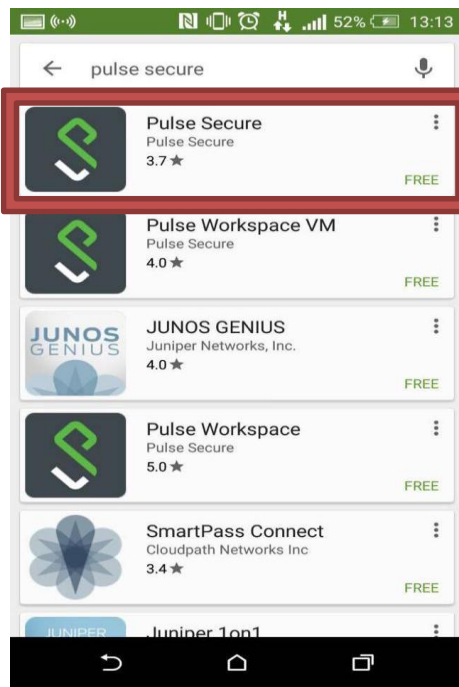 H 52% 13:13
pulse secure
Pulse Secure
Pulse Secure
3.7★
FREE
Pulse Workspace VM
Pulse Secure
4.0★
FREE
JUNOS
GENIUS
JUNOS GENIUS
Juniper Networks, Inc.
4.0★
FREE
Pulse Workspace
Pulse Secure
5.0★
FREE
SmartPass Connect
Cloudpath Networks Inc
3.4★
FREE
JUNIPER
Juniper 1on1